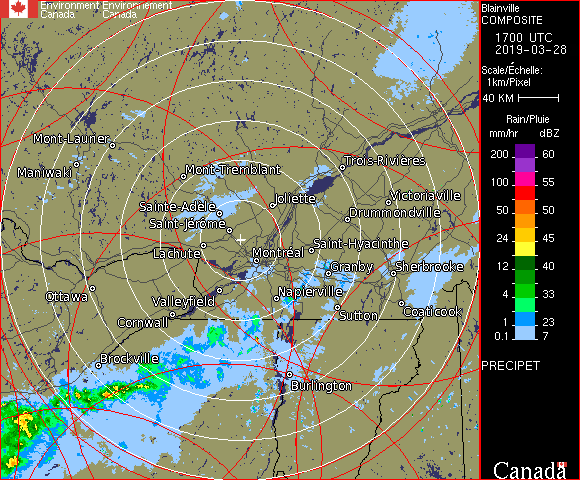 Environment Environnement
Canada Canada
Blainville
COMPOSITE
1700 UTC
2019-03-28
Scale/Échelle:
1km/Pixel
40 KM
Rain/Pluie
mm/hr dBZ
200 60
100 55
50 50
24 45
12 40
4 33
1 23
0.1 7
PRECIPET
Canada
Mont-Laurier
Maniwaki
Mont-Tremblant
Trois-Rivières
Sainte-Adele
Joliette
Victoriaville
Drummondville
Saint-Jérôme
Lachute
Montréal
Saint-Hyacinthe
Granby
Sherbrooke
Ottawa
Valleyfield
Napierville
Coaticook
Cornwall
Sutton
Brockville
Burlington